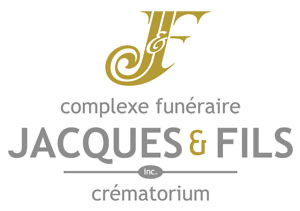 J&F
complexe funéraire
JACQUES & FILS
inc.
crématorium